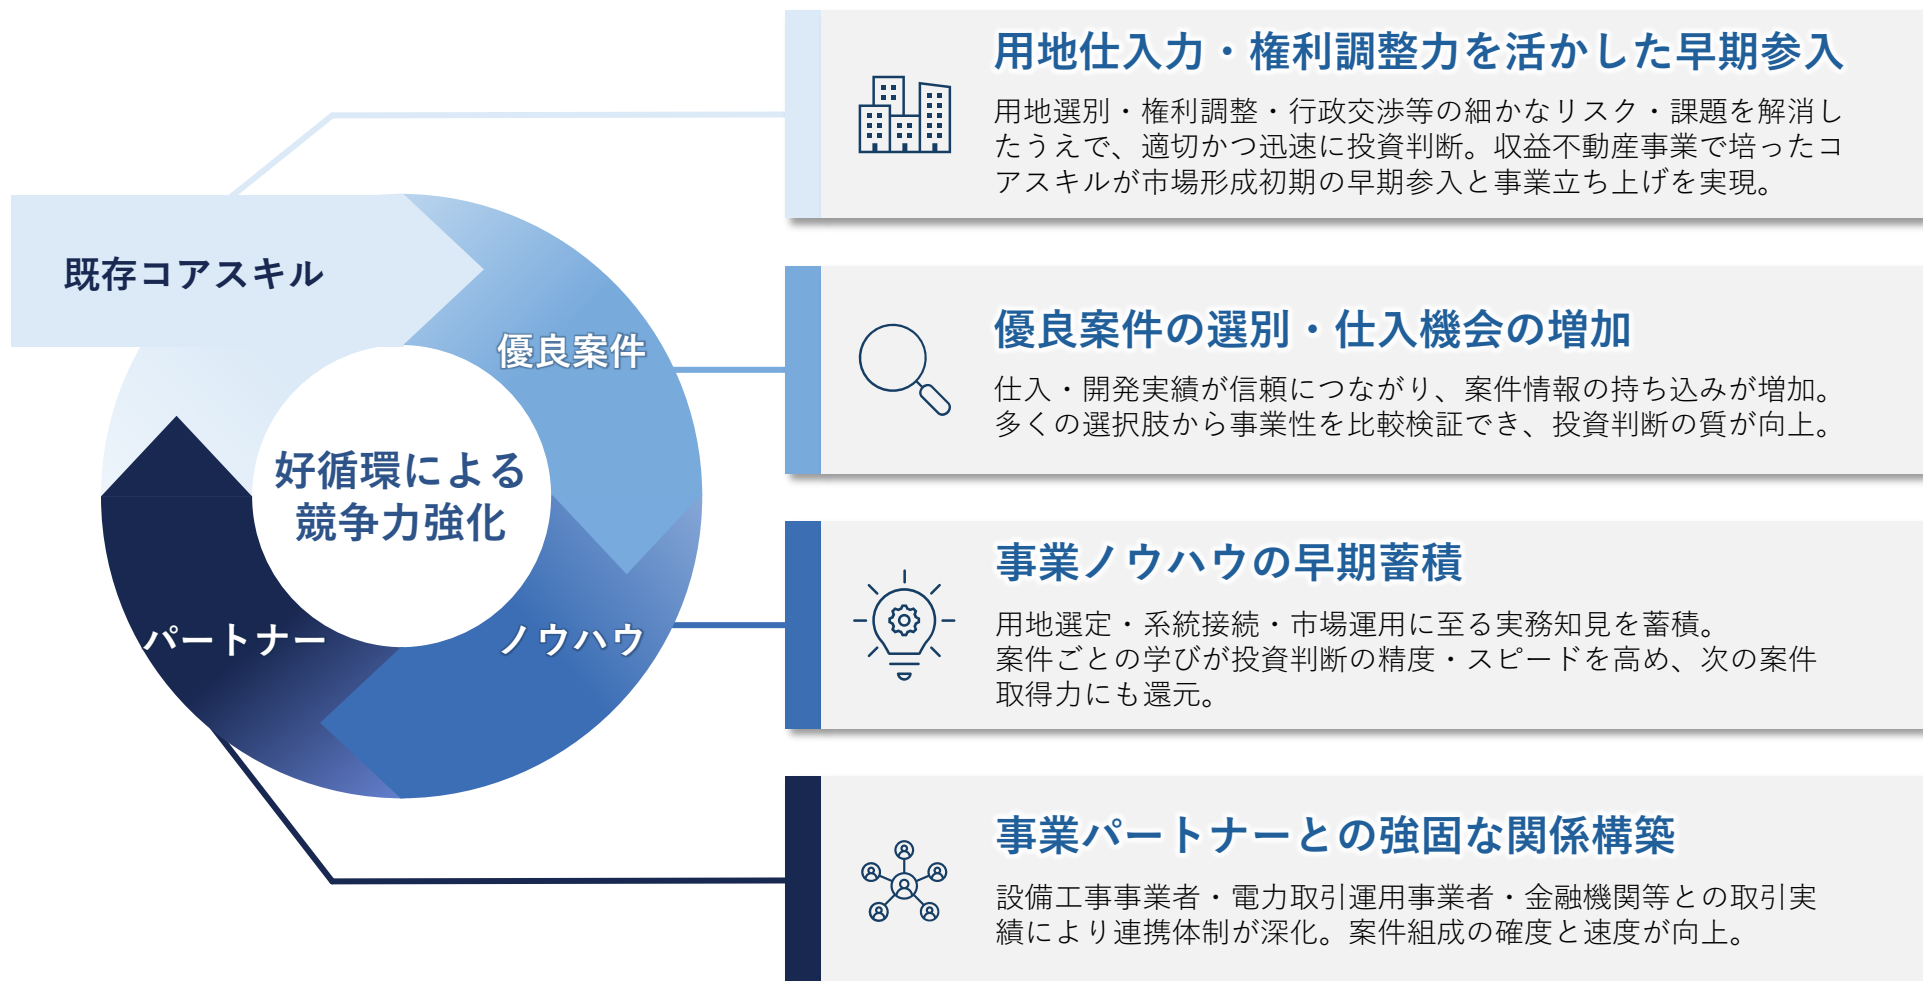 既存コアスキル
優良案件
ノウハウ
パートナー
好循環による
競争力強化
用地仕入力・権利調整力を活かした早期参入
用地選別・権利調整・行政交渉等の細かなリスク・課題を解消し
たうえで、適切かつ迅速に投資判断。収益不動産事業で培ったコ
アスキルが市場形成初期の早期参入と事業立ち上げを実現。
優良案件の選別・仕入機会の増加
仕入・開発実績が信頼につながり、案件情報の持ち込みが増加。
多くの選択肢から事業性を比較検証でき、投資判断の質が向上。
事業ノウハウの早期蓄積
用地選定・系統接続・市場運用に至る実務知見を蓄積。
案件ごとの学びが投資判断の精度・スピードを高め、次の案件
取得力にも還元。
事業パートナーとの強固な関係構築
設備工事事業者・電力取引運用事業者・金融機関等との取引実
績により連携体制が深化。案件組成の確度と速度が向上。